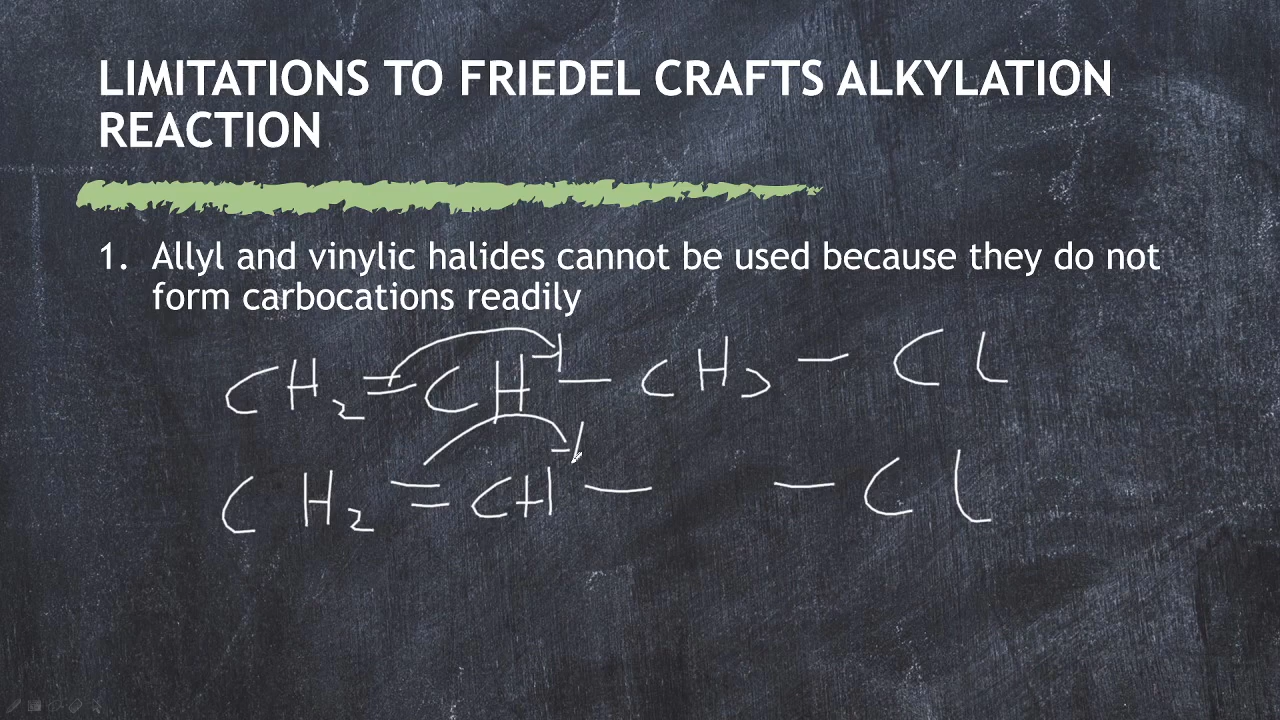 LIMITATIONS TO FRIEDEL CRAFTS ALKYLATION
REACTION
1. Allyl and vinylic halides cannot be used because they do not
form carbocations readily
CH2=CH—CH2—Cl
CH2=CH— —Cl